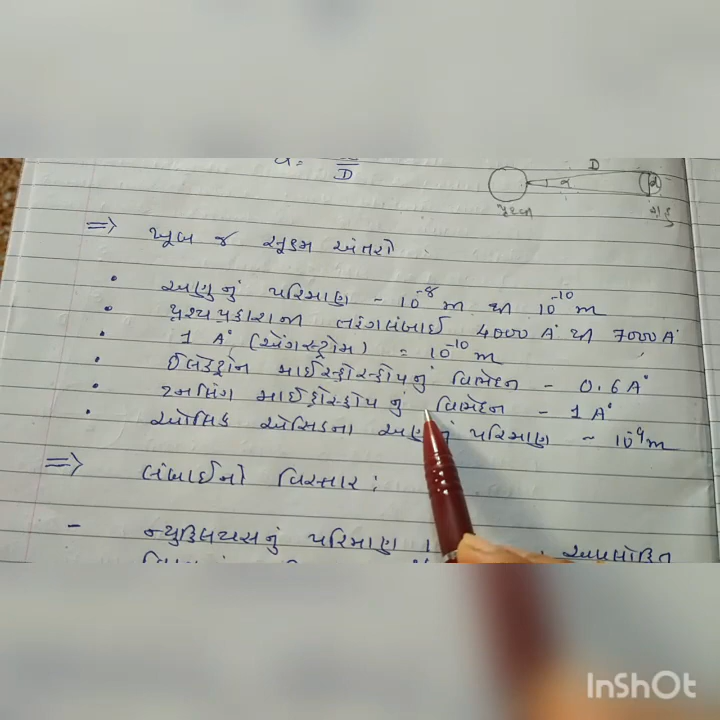 D
D
α
d
પૃથ્વી
ગ્રહ
=> ખૂબ જ સૂક્ષ્મ અંતરો
• અણુનું પરિમાણ - 10⁻⁸ m થી 10⁻¹⁰ m
• દૃશ્યપ્રકાશની તરંગલંબાઈ 4000 A° થી 7000 A°
• 1 A° (એંગસ્ટ્રોમ) = 10⁻¹⁰ m
• ઈલેક્ટ્રોન માઈક્રોસ્કોપનું વિભેદન - 0.6 A°
• ટનલિંગ માઈક્રોસ્કોપનું વિભેદન - 1 A°
• ઓલિક એસિડના અણુનું પરિમાણ ~ 10⁻⁹ m
=> લંબાઈનો વિસ્તાર :
- ન્યુક્લિયસનું પરિમાણ
InShOt